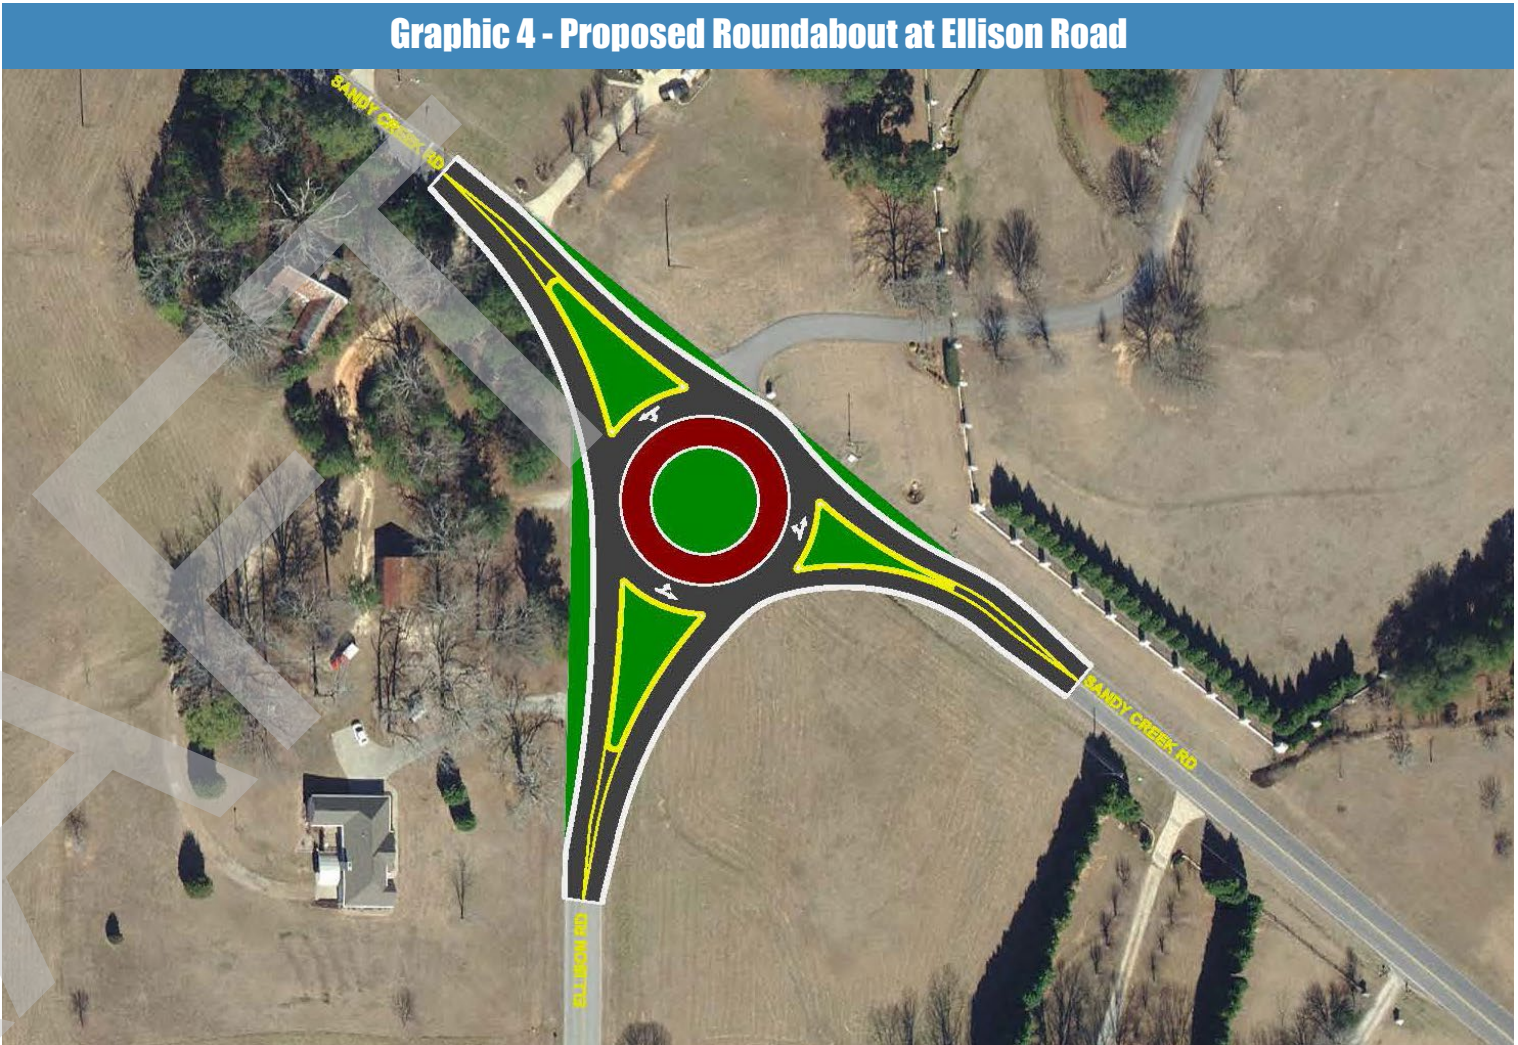 Graphic 4 - Proposed Roundabout at Ellison Road
SANDY CREEK RD
SANDY CREEK RD
ELLISON RD